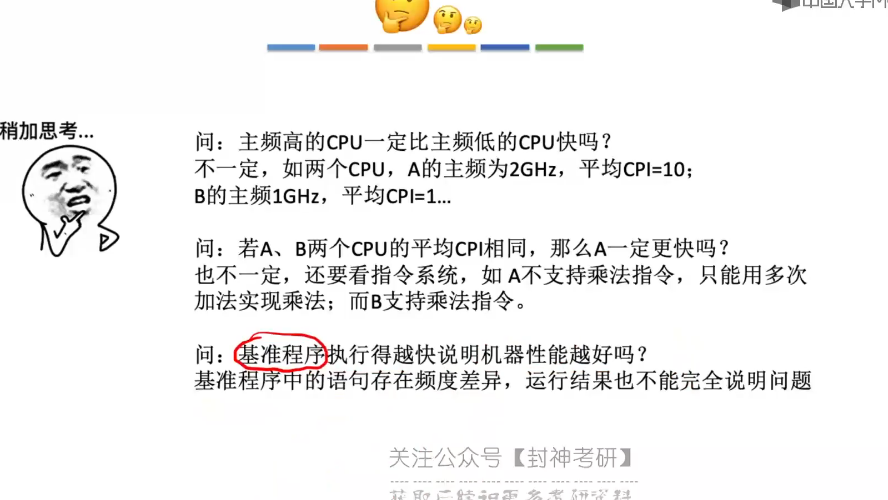 中国大学M
稍加思考...
问：主频高的CPU一定比主频低的CPU快吗？
不一定，如两个CPU，A的主频为2GHz，平均CPI=10；
B的主频1GHz，平均CPI=1...
问：若A、B两个CPU的平均CPI相同，那么A一定更快吗？
也不一定，还要看指令系统，如 A不支持乘法指令，只能用多次
加法实现乘法；而B支持乘法指令。
问：基准程序执行得越快说明机器性能越好吗？
基准程序中的语句存在频度差异，运行结果也不能完全说明问题
关注公众号【封神考研】